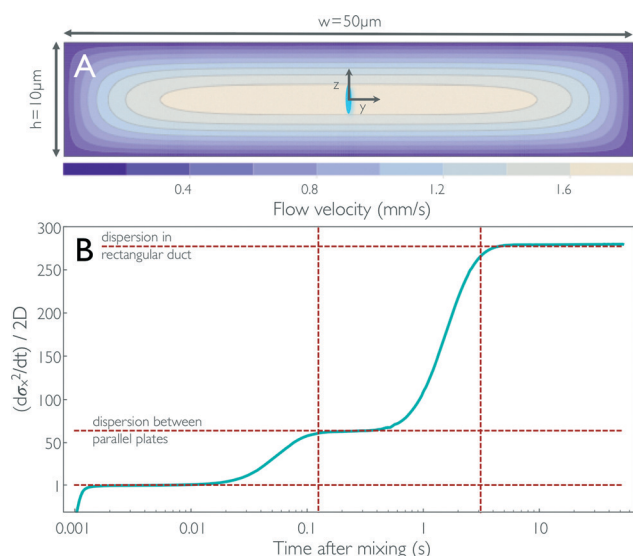 w=50μm
A
h=10μm
z
y
0.4 0.8 1.2 1.6
Flow velocity (mm/s)
B
300
250
200
150
100
50
1
(dσₓ²/dt) / 2D
dispersion in
rectangular duct
dispersion between
parallel plates
0.001 0.01 0.1 1 10
Time after mixing (s)